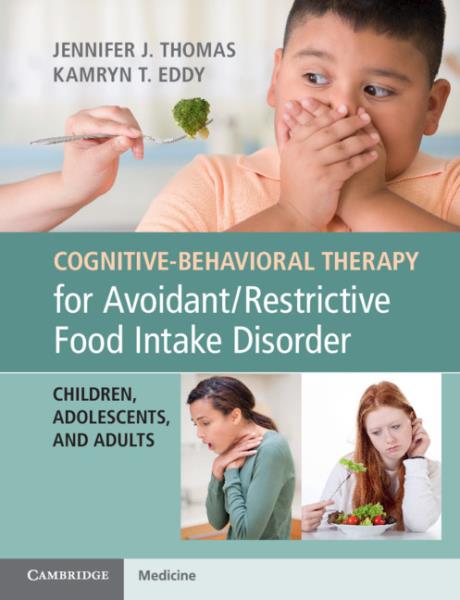 JENNIFER J. THOMAS
KAMRYN T. EDDY
COGNITIVE-BEHAVIORAL THERAPY
for Avoidant/Restrictive
Food Intake Disorder
CHILDREN,
ADOLESCENTS,
AND ADULTS
CAMBRIDGE
Medicine